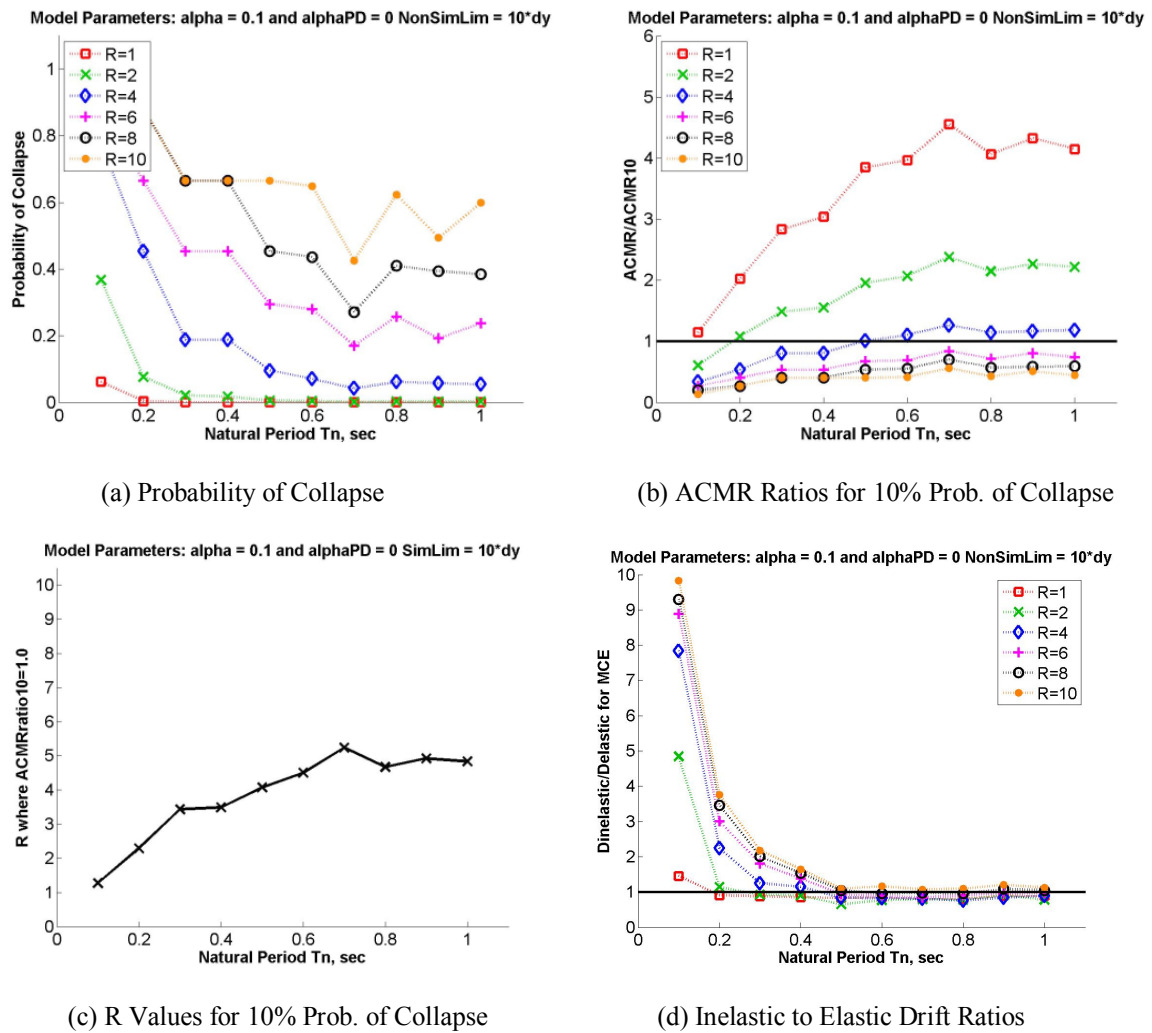 Model Parameters: alpha = 0.1 and alphaPD = 0 NonSimLim = 10*dy
R=1
R=2
R=4
R=6
R=8
R=10
1
0.8
0.6
0.4
0.2
0
Probability of Collapse
0 0.2 0.4 0.6 0.8 1
Natural Period Tn, sec
(a) Probability of Collapse
Model Parameters: alpha = 0.1 and alphaPD = 0 NonSimLim = 10*dy
R=1
R=2
R=4
R=6
R=8
R=10
6
5
4
3
2
1
0
ACMR/ACMR10
0 0.2 0.4 0.6 0.8 1
Natural Period Tn, sec
(b) ACMR Ratios for 10% Prob. of Collapse
Model Parameters: alpha = 0.1 and alphaPD = 0 SimLim = 10*dy
10
9
8
7
6
5
4
3
2
1
0
R where ACMRratio10=1.0
0 0.2 0.4 0.6 0.8 1
Natural Period Tn, sec
(c) R Values for 10% Prob. of Collapse
Model Parameters: alpha = 0.1 and alphaPD = 0 NonSimLim = 10*dy
R=1
R=2
R=4
R=6
R=8
R=10
10
9
8
7
6
5
4
3
2
1
0
Dinelastic/Delastic for MCE
0 0.2 0.4 0.6 0.8 1
Natural Period Tn, sec
(d) Inelastic to Elastic Drift Ratios